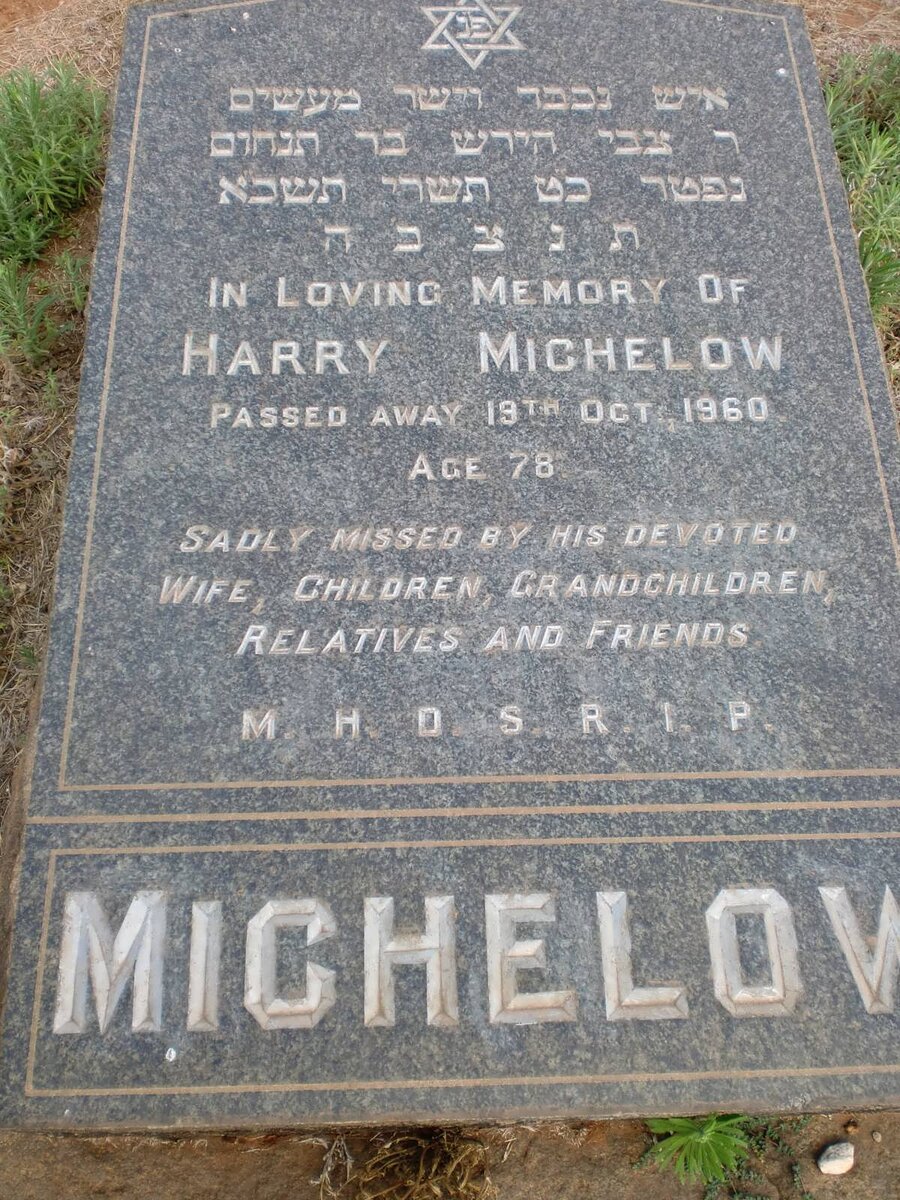 פנ
איש נכבד וישר מעשים
ר צבי הירש בר תנחום
נפטר כט תשרי תשכא
ת נ צ ב ה
IN LOVING MEMORY OF
HARRY MICHELOW
PASSED AWAY 19TH OCT. 1960.
AGE 78.
SADLY MISSED BY HIS DEVOTED
WIFE, CHILDREN, GRANDCHILDREN,
RELATIVES AND FRIENDS.
M. H. D. S. R. I. P.
MICHELOW